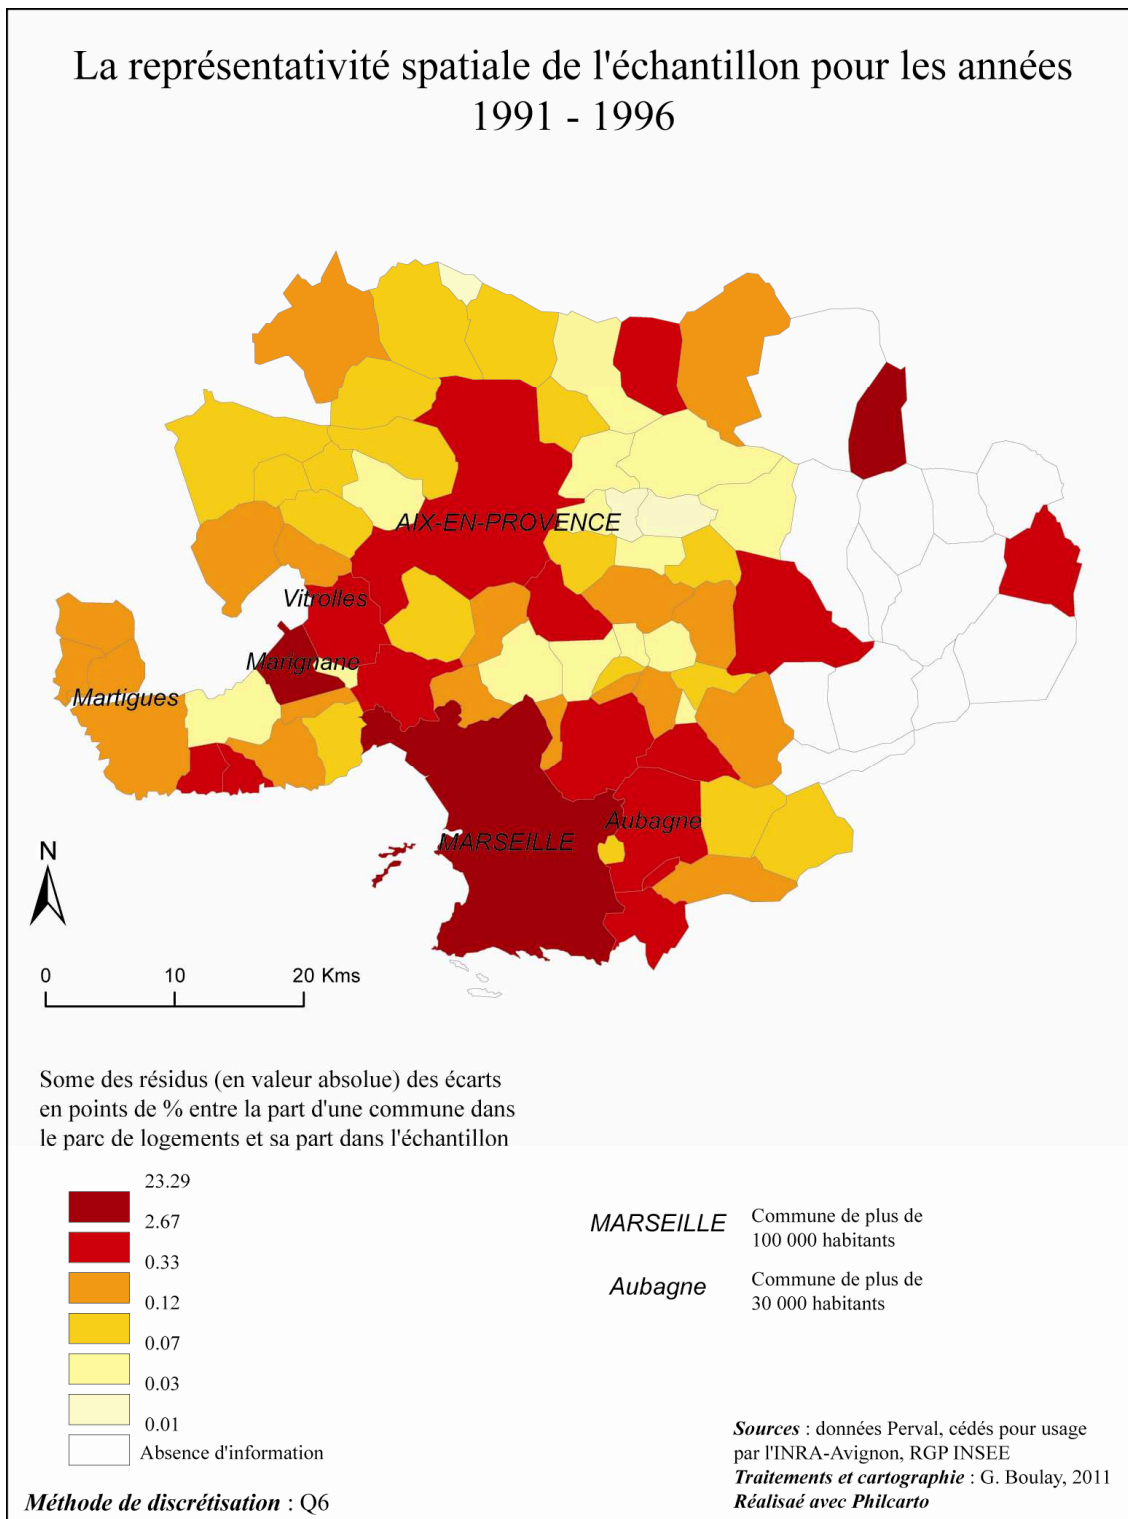 La représentativité spatiale de l'échantillon pour les années
1991 - 1996
AIX-EN-PROVENCE
Vitrolles
Marignane
Martigues
Aubagne
MARSEILLE
N
0 10 20 Kms
Some des résidus (en valeur absolue) des écarts
en points de % entre la part d'une commune dans
le parc de logements et sa part dans l'échantillon
23.29
2.67
0.33
0.12
0.07
0.03
0.01
Absence d'information
MARSEILLE Commune de plus de
100 000 habitants
Aubagne Commune de plus de
30 000 habitants
Sources : données Perval, cédés pour usage
par l'INRA-Avignon, RGP INSEE
Traitements et cartographie : G. Boulay, 2011
Réalisaé avec Philcarto
Méthode de discrétisation : Q6